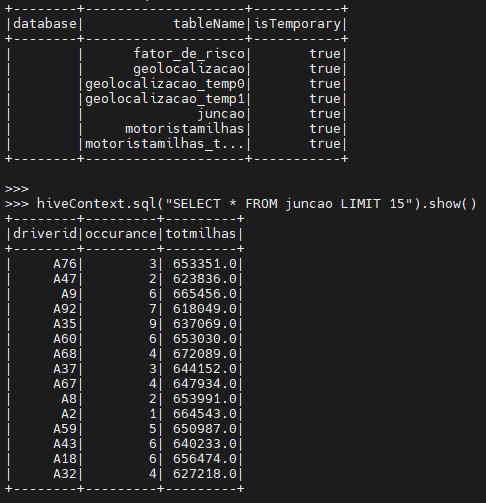 +--------+--------------------+-----------+
|database|           tableName|isTemporary|
+--------+--------------------+-----------+
|        |      fator_de_risco|       true|
|        |      geolocalizacao|       true|
|        |geolocalizacao_temp0|       true|
|        |geolocalizacao_temp1|       true|
|        |              juncao|       true|
|        |     motoristamilhas|       true|
|        |motoristamilhas_t...|       true|
+--------+--------------------+-----------+
>>>
>>> hiveContext.sql("SELECT * FROM juncao LIMIT 15").show()
+--------+---------+---------+
|driverid|occurance|totmilhas|
+--------+---------+---------+
|     A76|        3| 653351.0|
|     A47|        2| 623836.0|
|      A9|        6| 665456.0|
|     A92|        7| 618049.0|
|     A35|        9| 637069.0|
|     A60|        6| 653030.0|
|     A68|        4| 672089.0|
|     A37|        3| 644152.0|
|     A67|        4| 647934.0|
|      A8|        2| 653991.0|
|      A2|        1| 664543.0|
|     A59|        5| 650987.0|
|     A43|        6| 640233.0|
|     A18|        6| 656474.0|
|     A32|        4| 627218.0|
+--------+---------+---------+